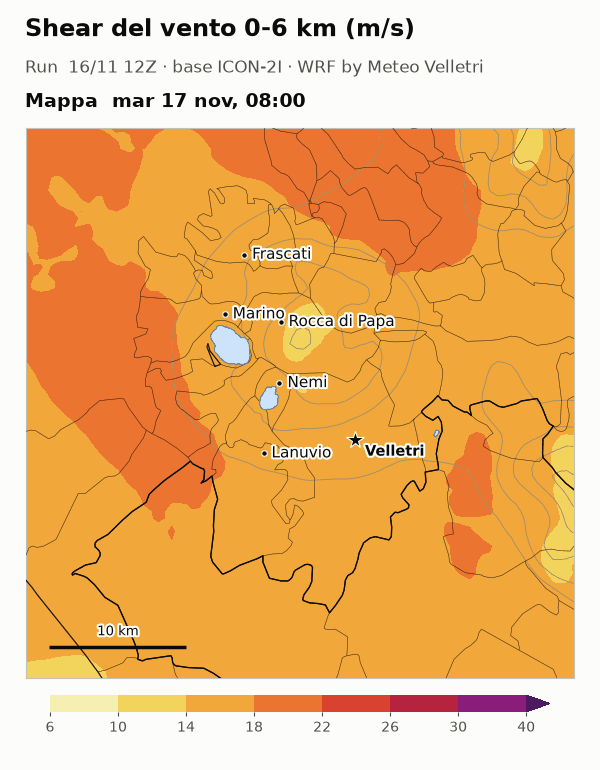 Shear del vento 0-6 km (m/s)
Run  16/11 12Z · base ICON-2I · WRF by Meteo Velletri
Mappa  mar 17 nov, 08:00
Frascati
Marino
Rocca di Papa
Nemi
Velletri
Lanuvio
10 km
6 10 14 18 22 26 30 40